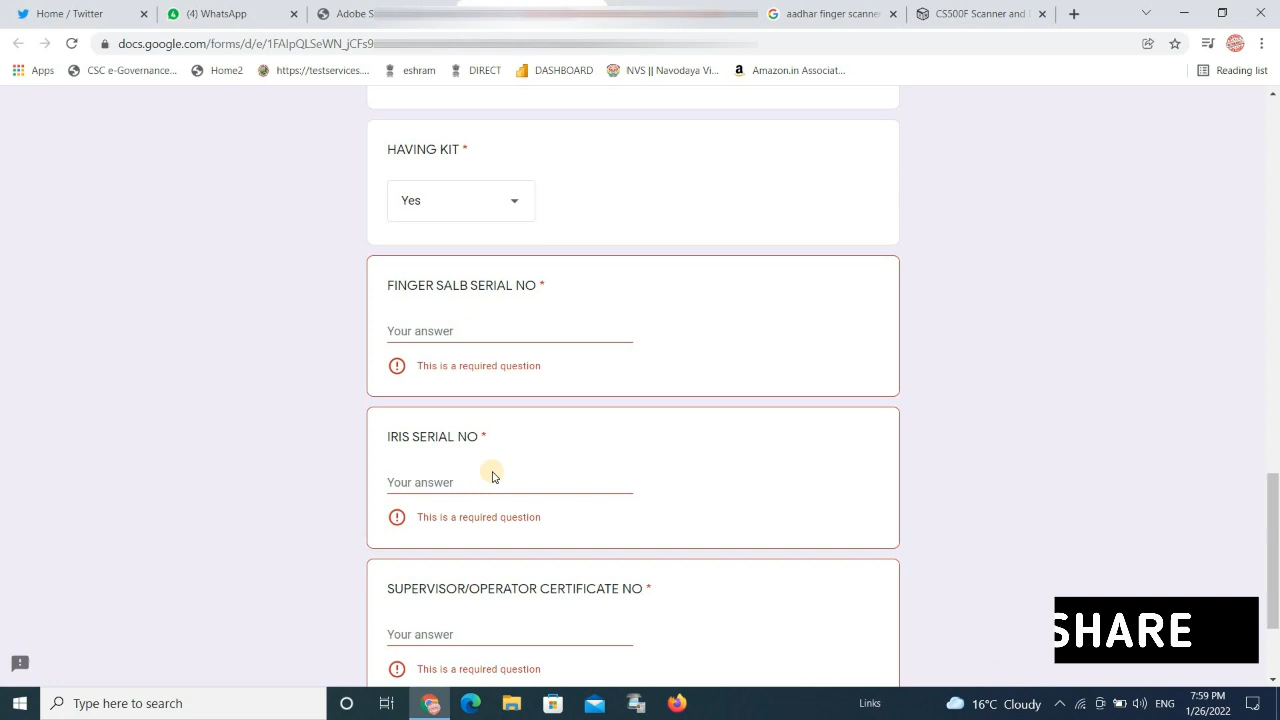 Home / Twitter
(4) WhatsApp
Adobe S
aadhar finger scanne
CS500F Scanner and
docs.google.com/forms/d/e/1FAIpQLSeWN_jCFs9
Apps
CSC e-Governance...
Home2
https://testservices....
eshram
DIRECT
DASHBOARD
NVS || Navodaya Vi...
Amazon.in Associat...
Reading list
HAVING KIT *
Yes
FINGER SALB SERIAL NO *
Your answer
This is a required question
IRIS SERIAL NO *
Your answer
This is a required question
SUPERVISOR/OPERATOR CERTIFICATE NO *
Your answer
This is a required question
SHARE
Type here to search
Links
16°C Cloudy
ENG
7:59 PM
1/26/2022